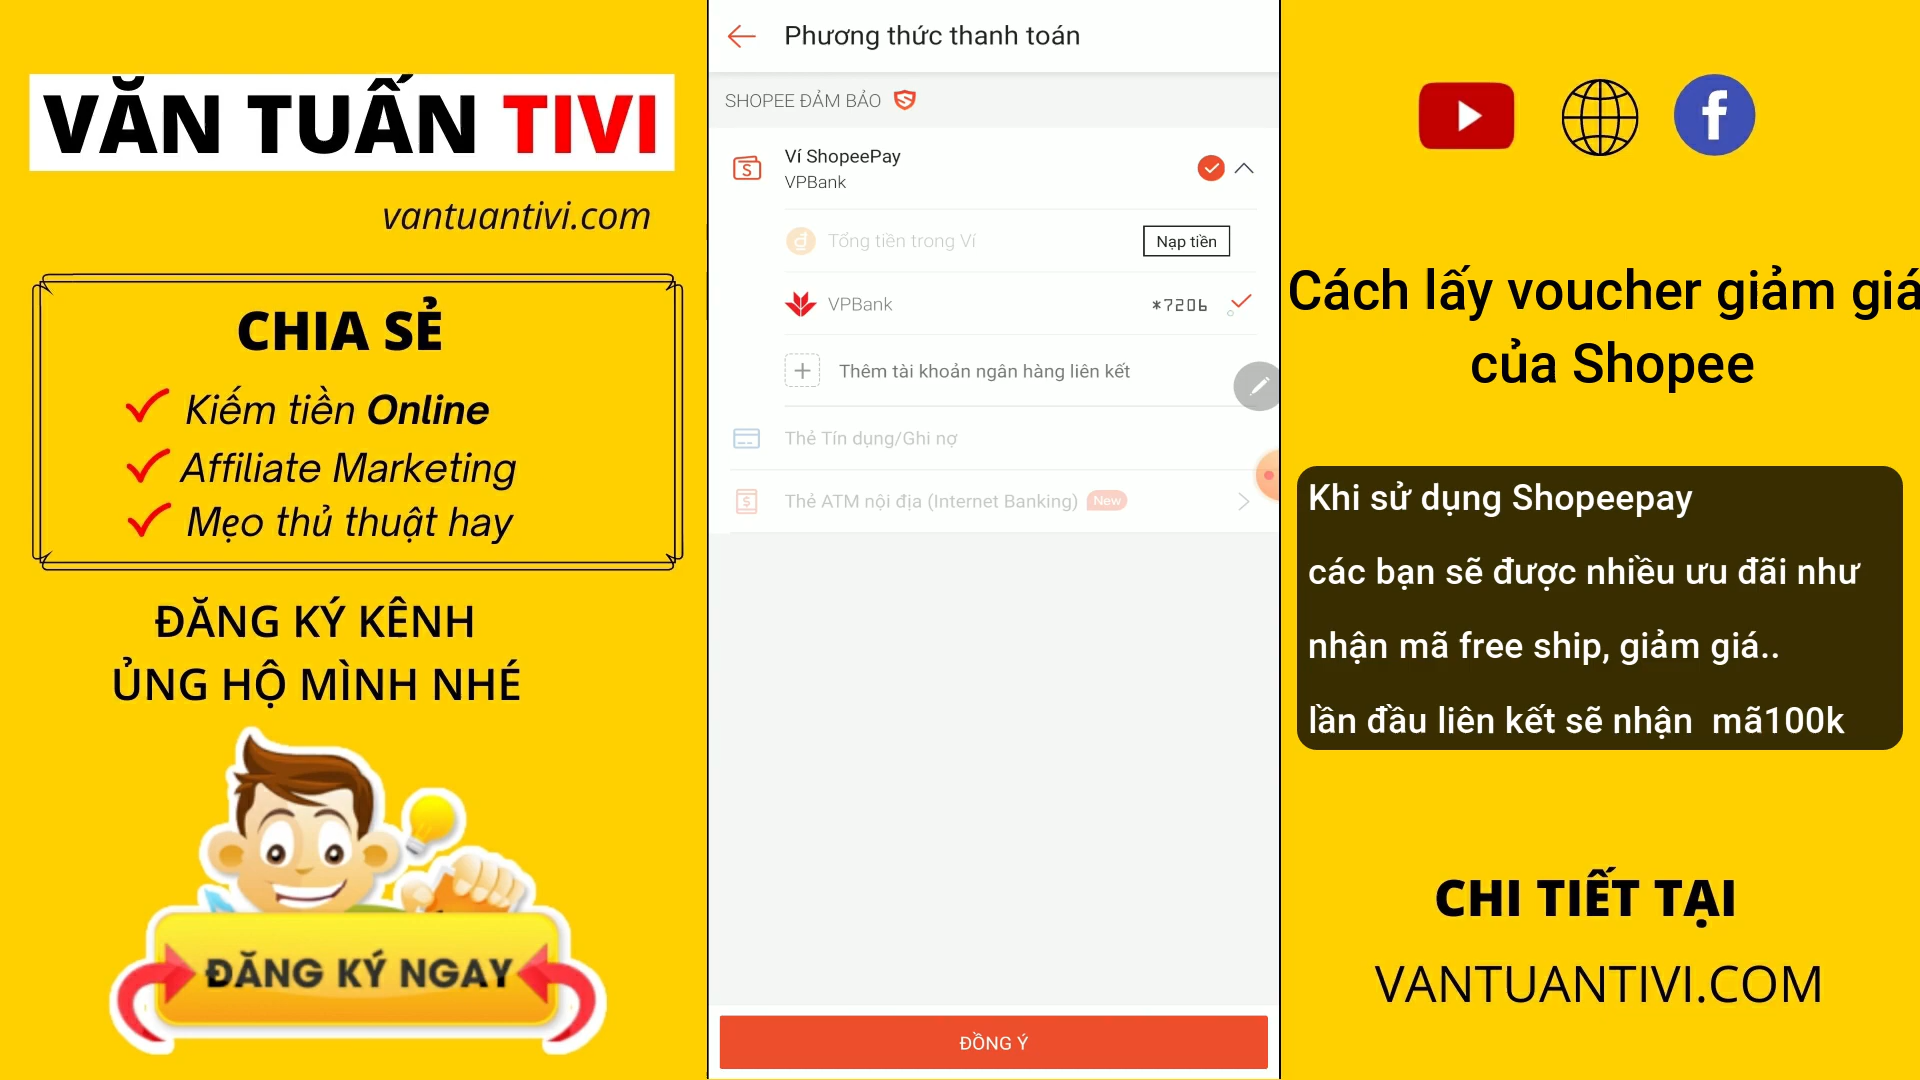 VĂN TUẤN TIVI
vantuantivi.com
CHIA SẺ
Kiếm tiền Online
Affiliate Marketing
Mẹo thủ thuật hay
ĐĂNG KÝ KÊNH
ỦNG HỘ MÌNH NHÉ
ĐĂNG KÝ NGAY
Phương thức thanh toán
SHOPEE ĐẢM BẢO
Ví ShopeePay
VPBank
Tổng tiền trong Ví
Nạp tiền
VPBank
*7206
Thêm tài khoản ngân hàng liên kết
Thẻ Tín dụng/Ghi nợ
Thẻ ATM nội địa (Internet Banking) New
ĐỒNG Ý
Cách lấy voucher giảm giá
của Shopee
Khi sử dụng Shopeepay
các bạn sẽ được nhiều ưu đãi như
nhận mã free ship, giảm giá..
lần đầu liên kết sẽ nhận mã100k
CHI TIẾT TẠI
VANTUANTIVI.COM